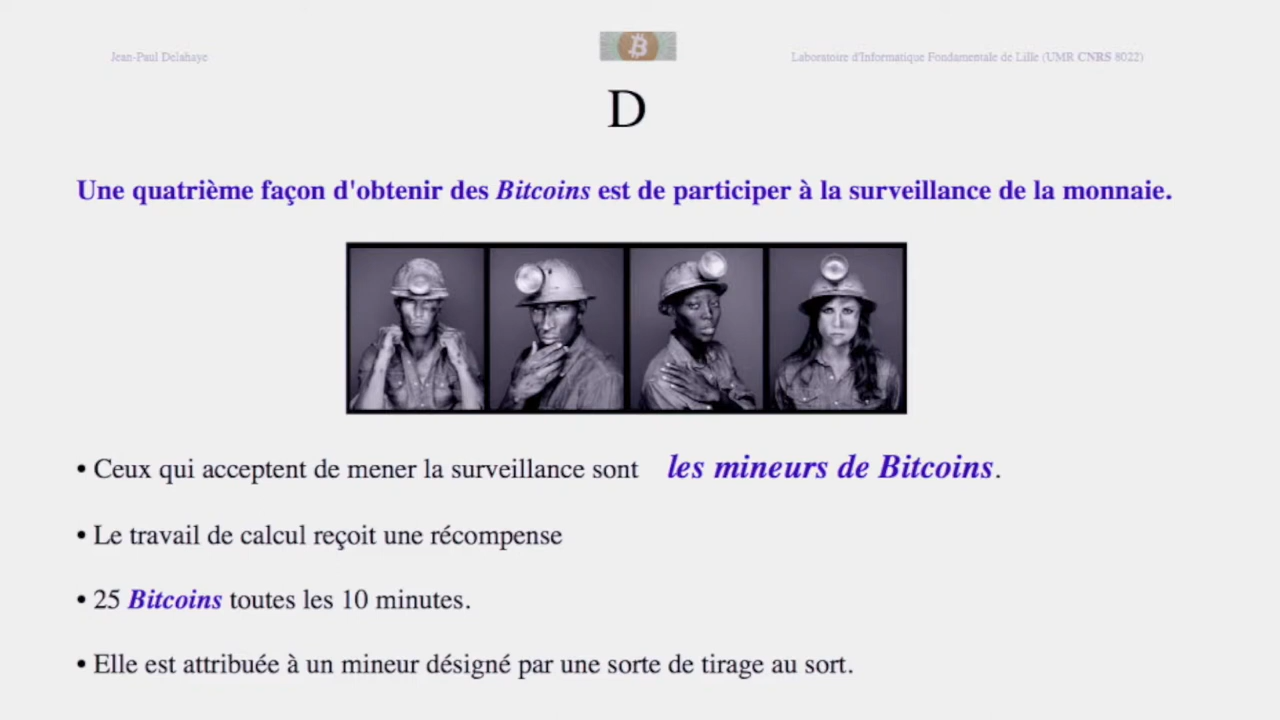 Jean-Paul Delahaye
Laboratoire d'Informatique Fondamentale de Lille (UMR CNRS 8022)
D
Une quatrième façon d'obtenir des Bitcoins est de participer à la surveillance de la monnaie.
• Ceux qui acceptent de mener la surveillance sont les mineurs de Bitcoins.
• Le travail de calcul reçoit une récompense
• 25 Bitcoins toutes les 10 minutes.
• Elle est attribuée à un mineur désigné par une sorte de tirage au sort.